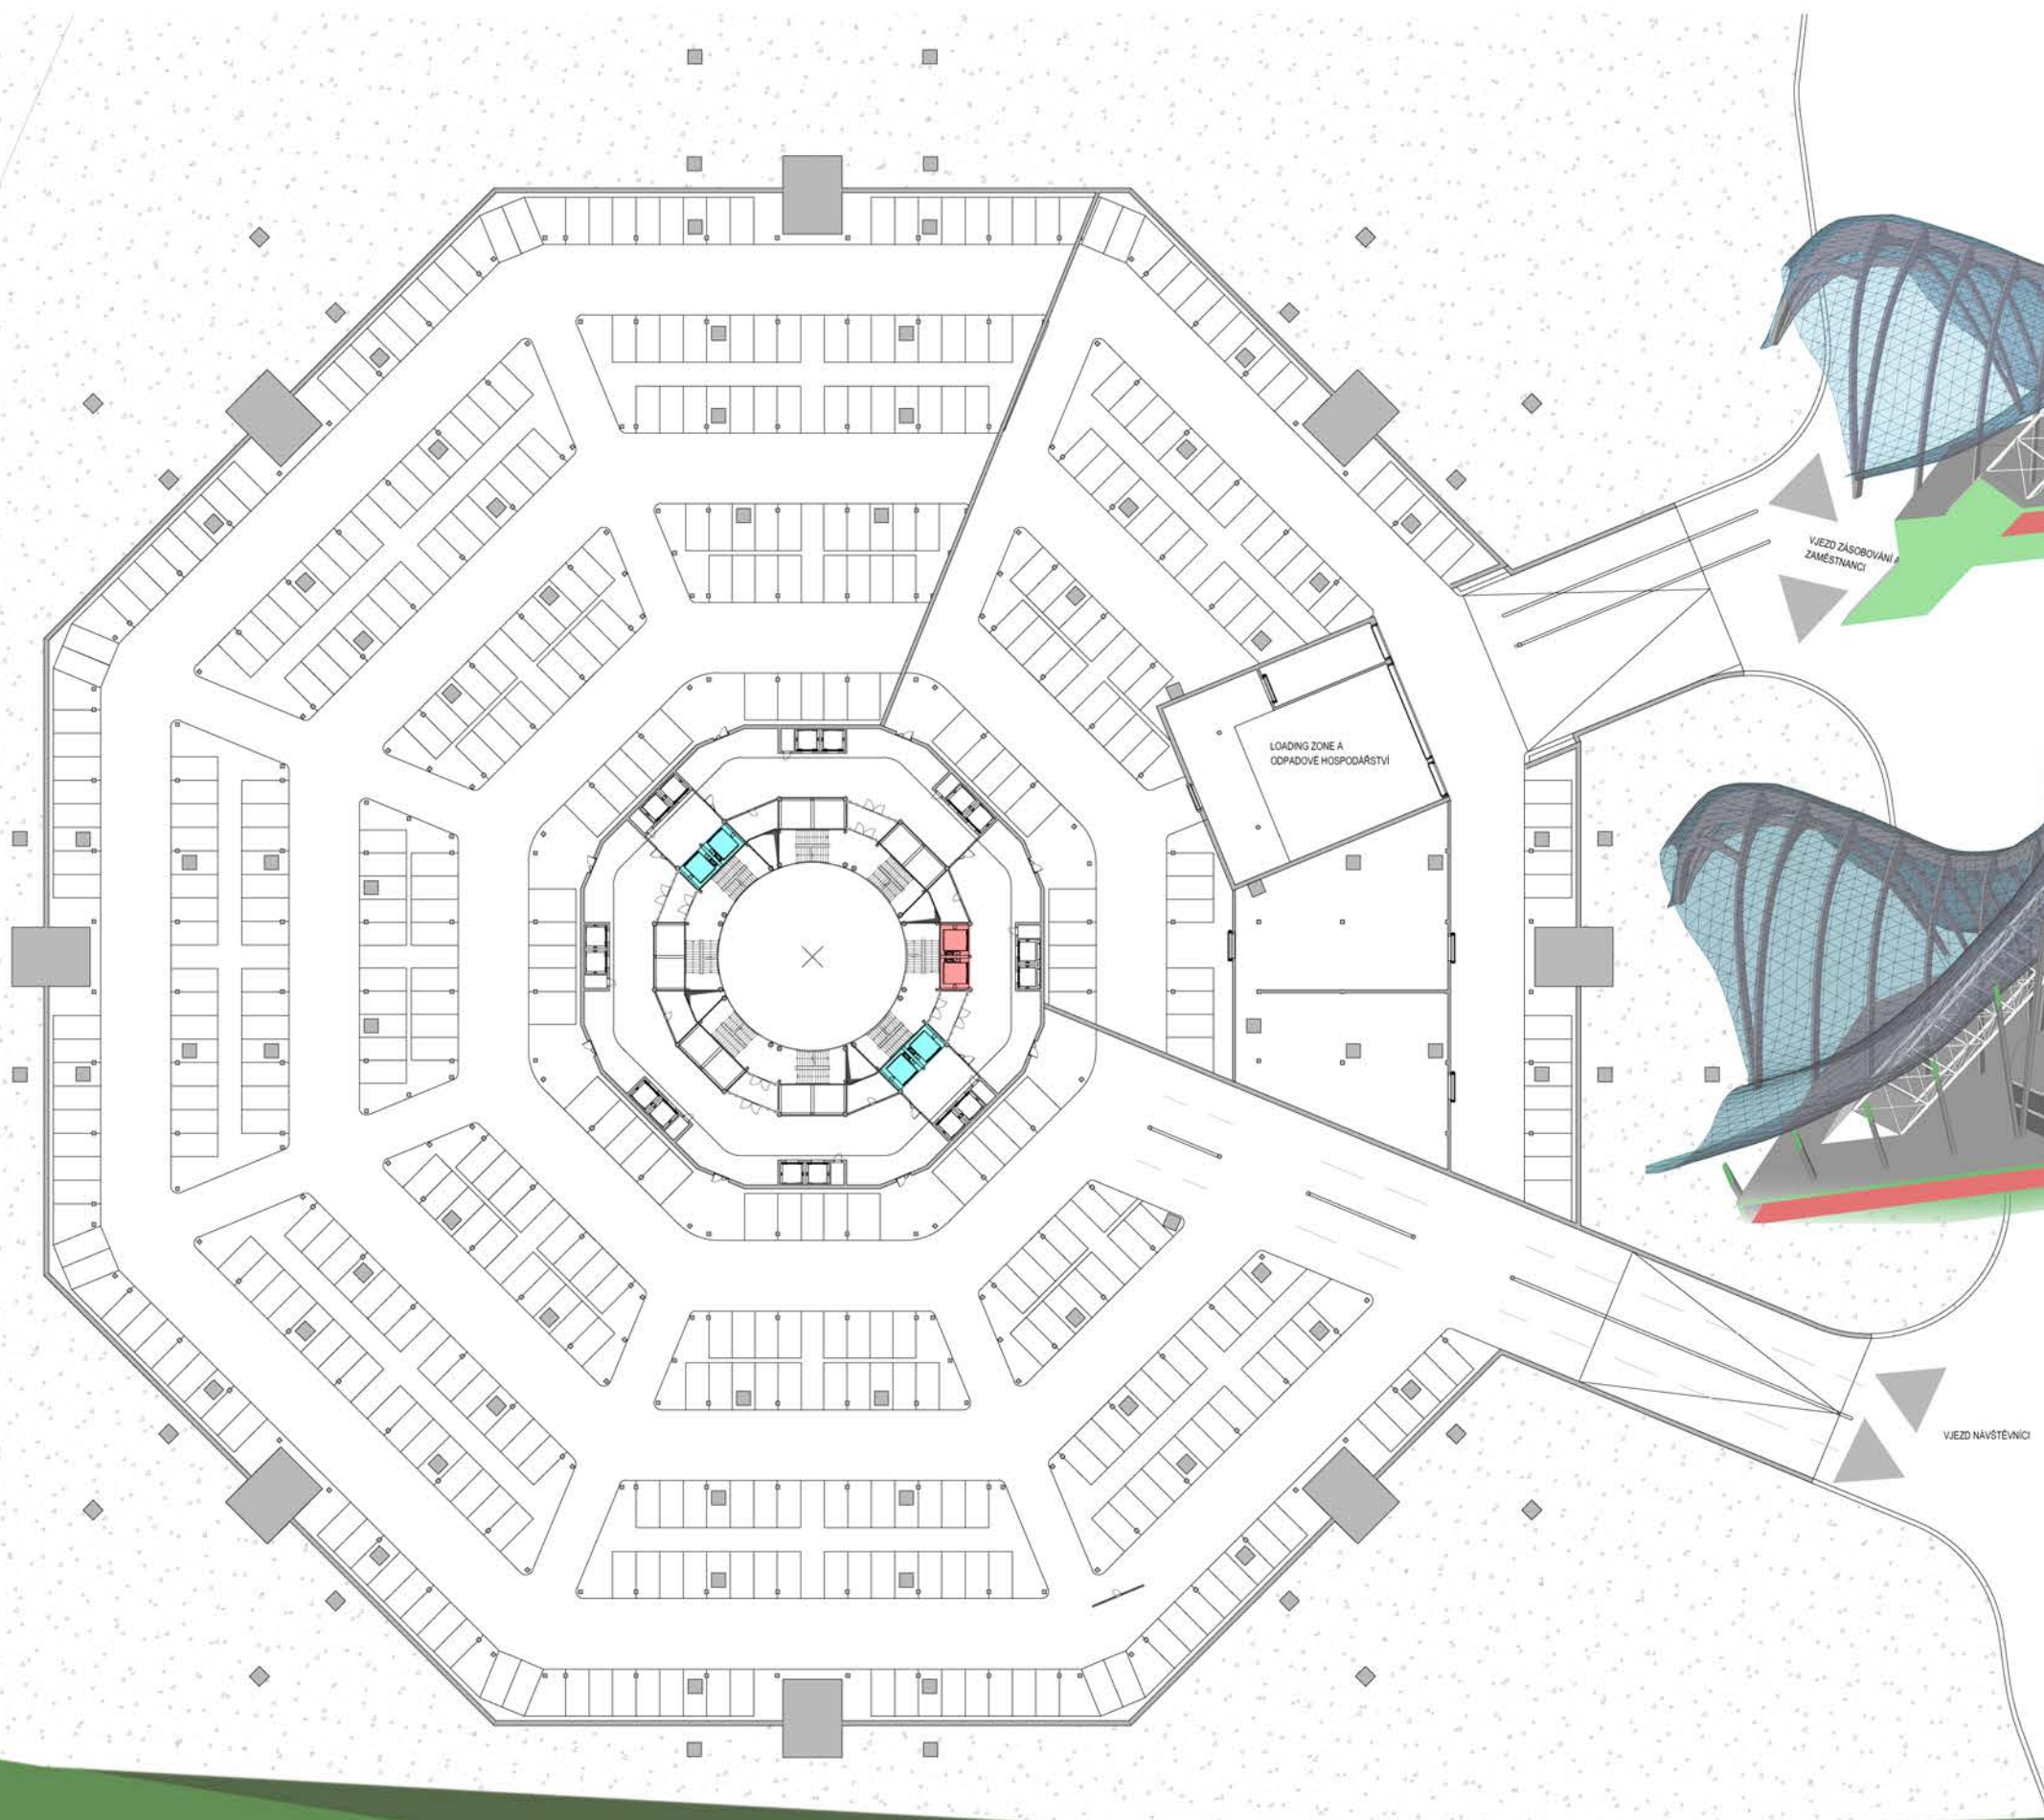 VJEZD ZÁSOBOVÁNÍ A
ZAMĚSTNANCI
LOADING ZONE A
ODPADOVÉ HOSPODÁŘSTVÍ
VJEZD NÁVŠTĚVNÍCI